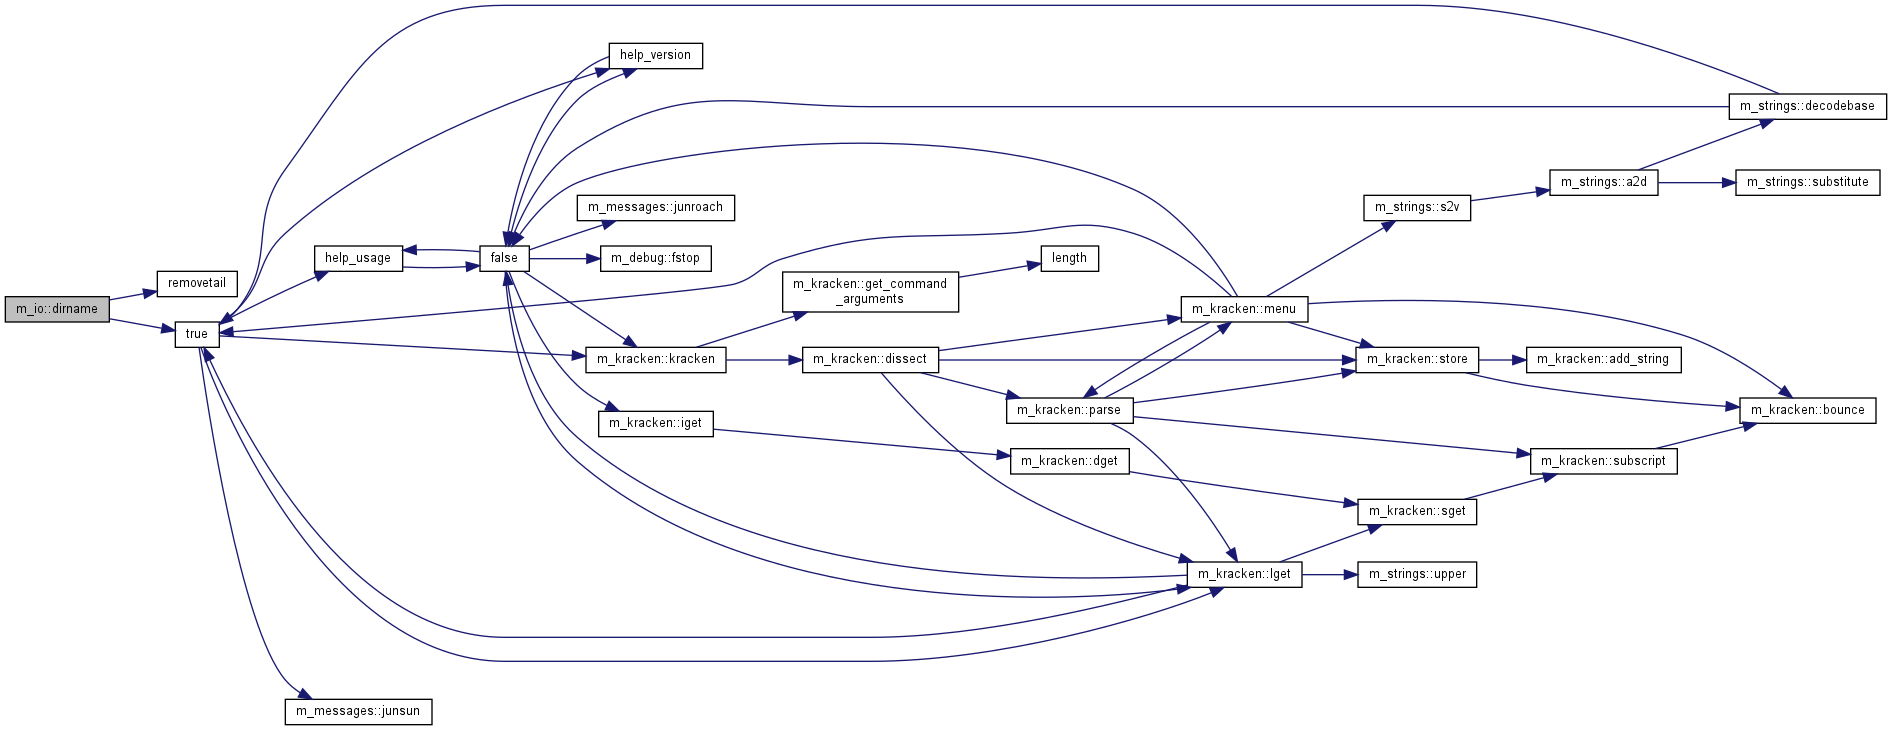 help_version
m_strings::decodebase
m_strings::a2d
m_strings::substitute
m_messages::junroach
m_strings::s2v
help_usage
false
m_debug::fstop
length
removetail
m_kracken::get_command
_arguments
m_io::dirname
m_kracken::menu
true
m_kracken::kracken
m_kracken::dissect
m_kracken::store
m_kracken::add_string
m_kracken::parse
m_kracken::bounce
m_kracken::iget
m_kracken::dget
m_kracken::subscript
m_kracken::sget
m_kracken::lget
m_strings::upper
m_messages::junsun